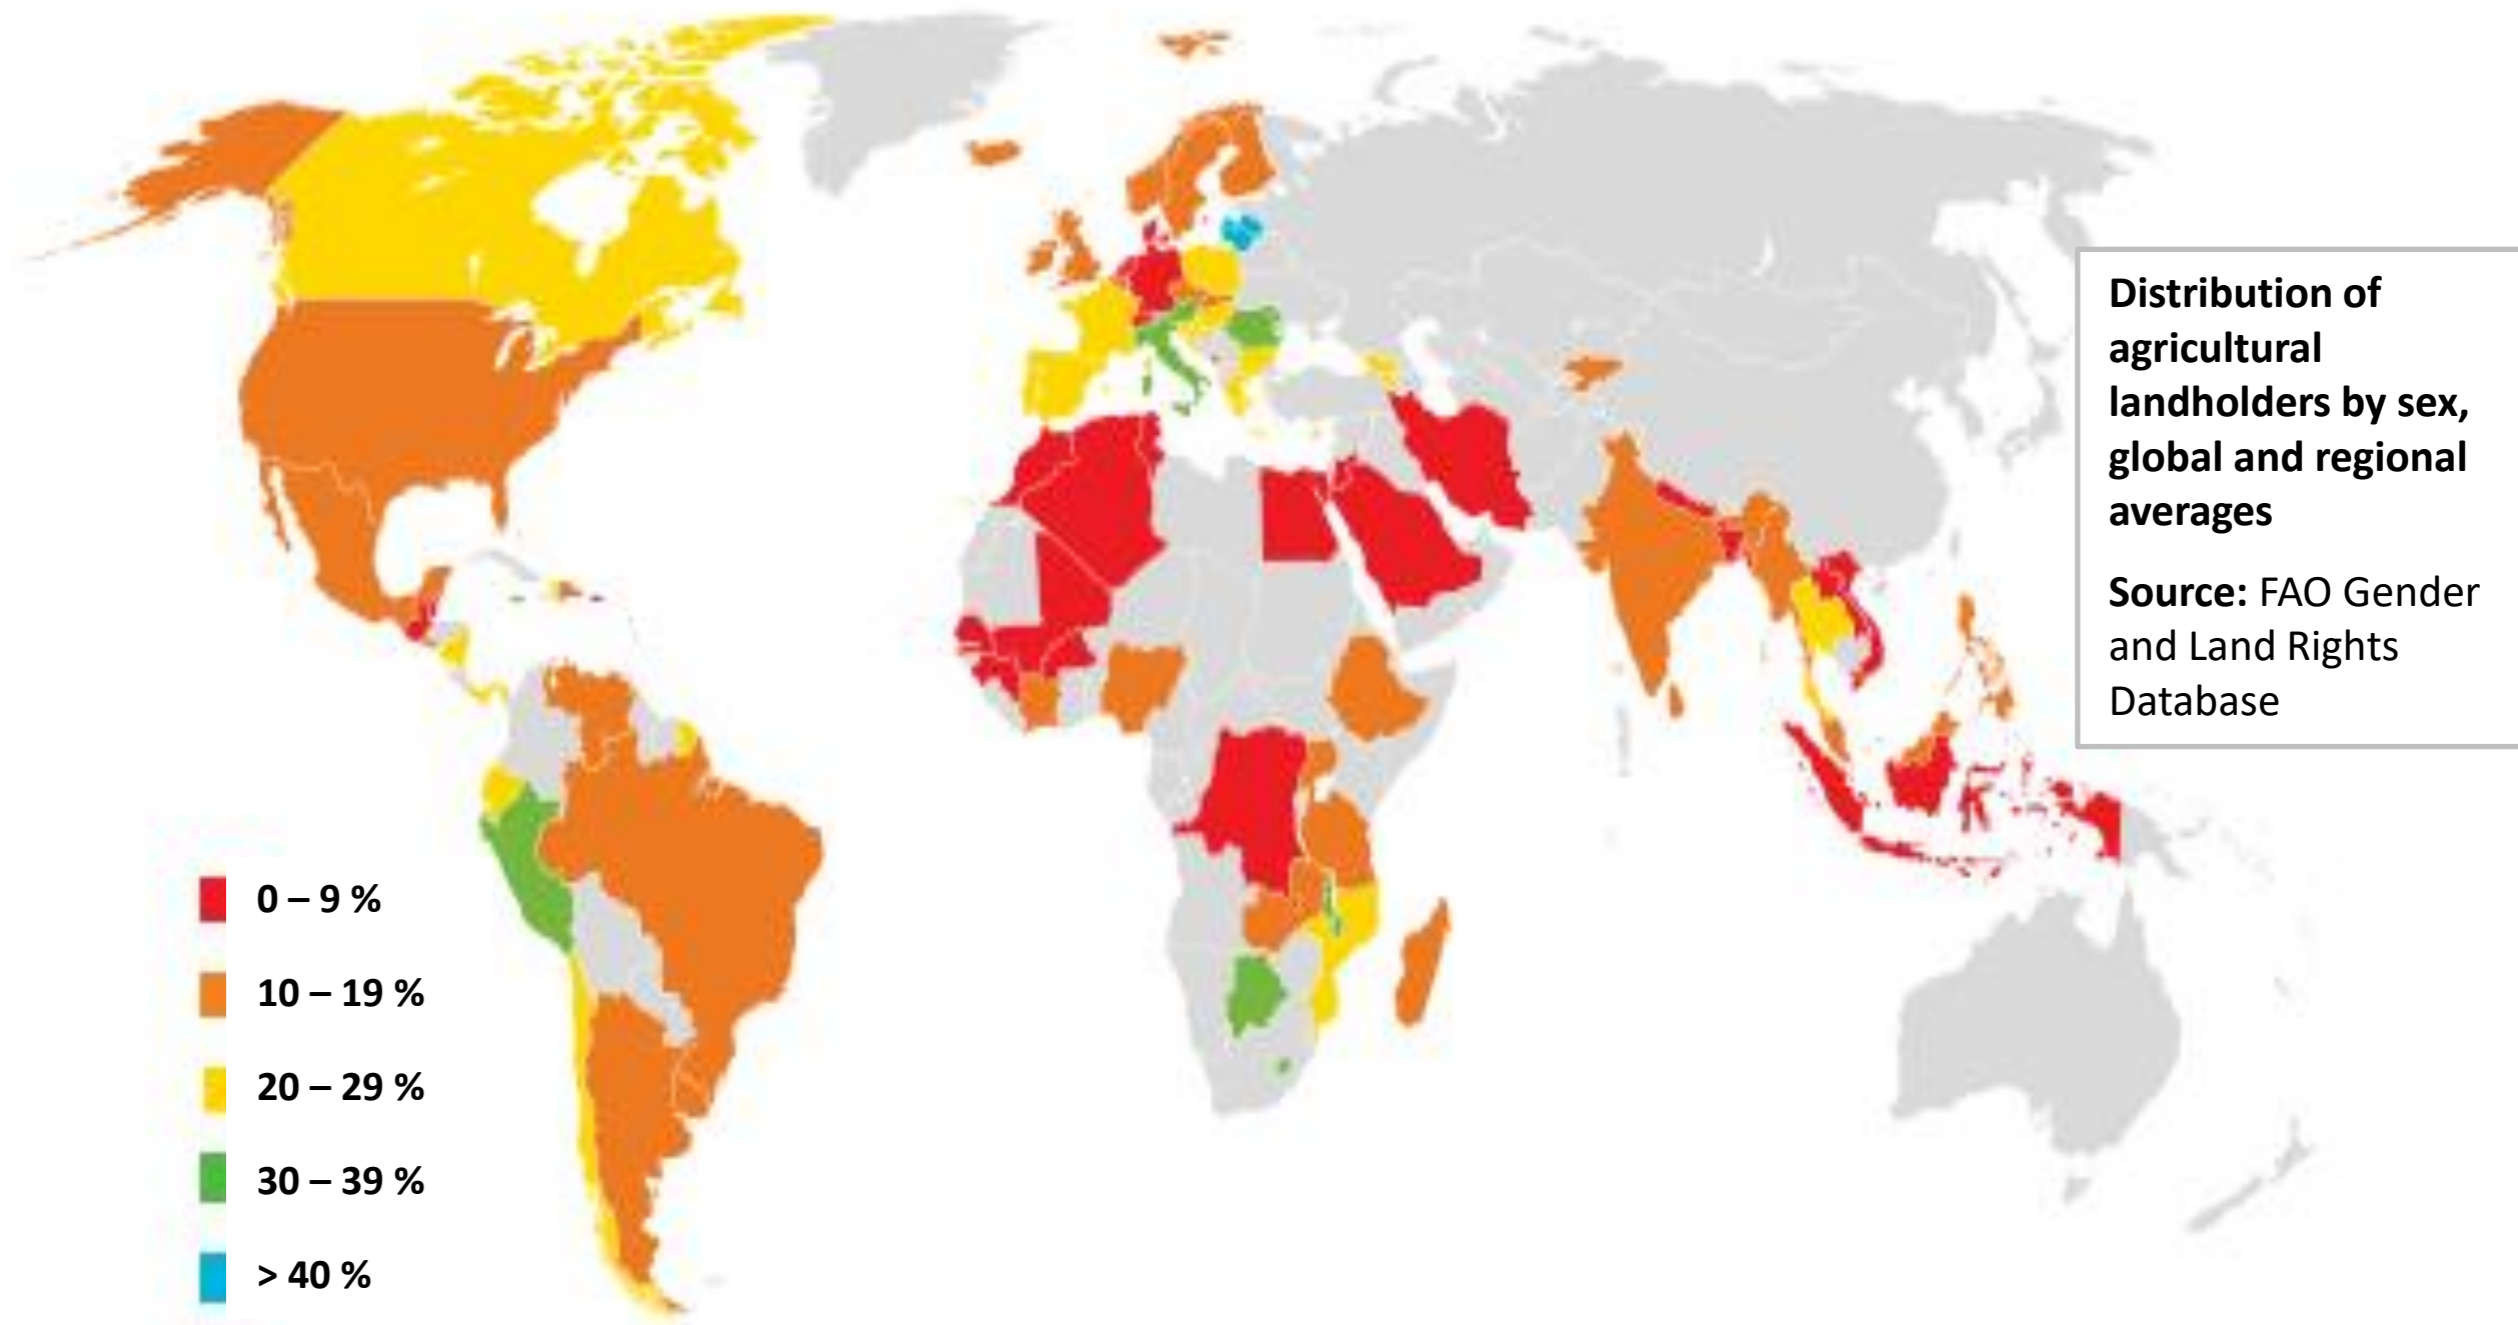 Distribution of
agricultural
landholders by sex,
global and regional
averages
Source: FAO Gender
and Land Rights
Database
0 – 9 %
10 – 19 %
20 – 29 %
30 – 39 %
> 40 %